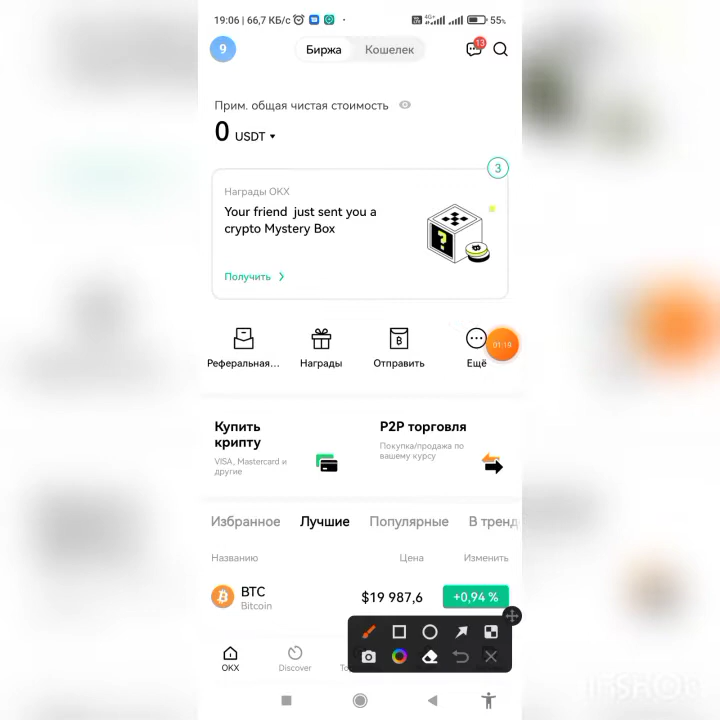 19:06 | 66,7 КБ/с
4G+
55%
9
Биржа
Кошелек
13
Прим. общая чистая стоимость
0 USDT
3
Награды OKX
Your friend just sent you a
crypto Mystery Box
Получить
Реферальная...
Награды
Отправить
Ещё
01:18
Купить
крипту
VISA, Mastercard и
другие
P2P торговля
Покупка/продажа по
вашему курсу
Избранное
Лучшие
Популярные
В тренд
Названию
Цена
Изменить
BTC
Bitcoin
$19 987,6
+0,94 %
OKX
Discover